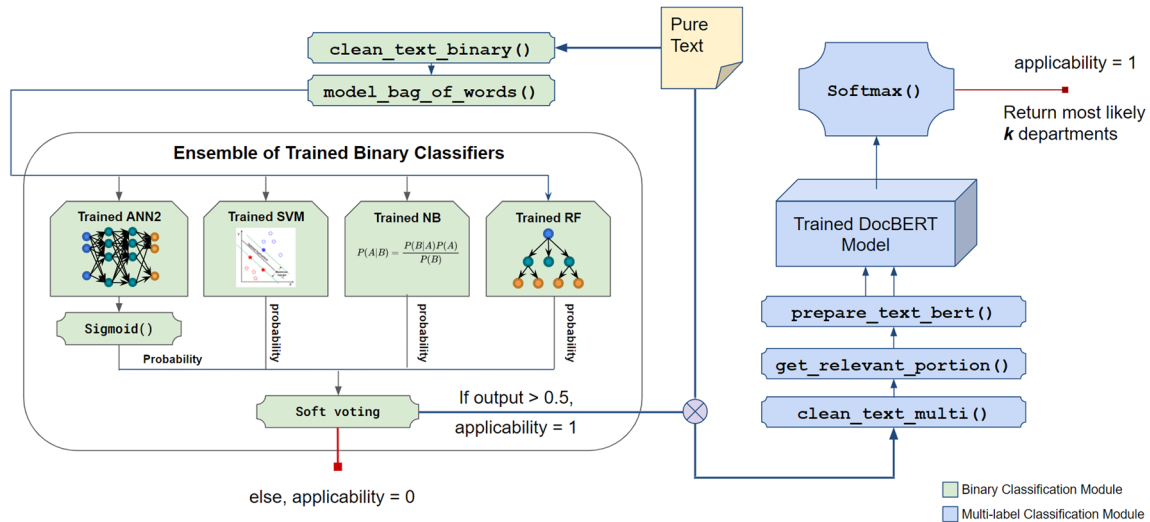 Pure
Text
clean_text_binary()
model_bag_of_words()
Ensemble of Trained Binary Classifiers
Trained ANN2
Trained SVM
Trained NB
Trained RF
P(A|B) = P(B|A)P(A) / P(B)
Sigmoid()
Probability
probability
probability
probability
Soft voting
If output > 0.5,
applicability = 1
else, applicability = 0
Softmax()
applicability = 1
Return most likely
k departments
Trained DocBERT
Model
prepare_text_bert()
get_relevant_portion()
clean_text_multi()
Binary Classification Module
Multi-label Classification Module